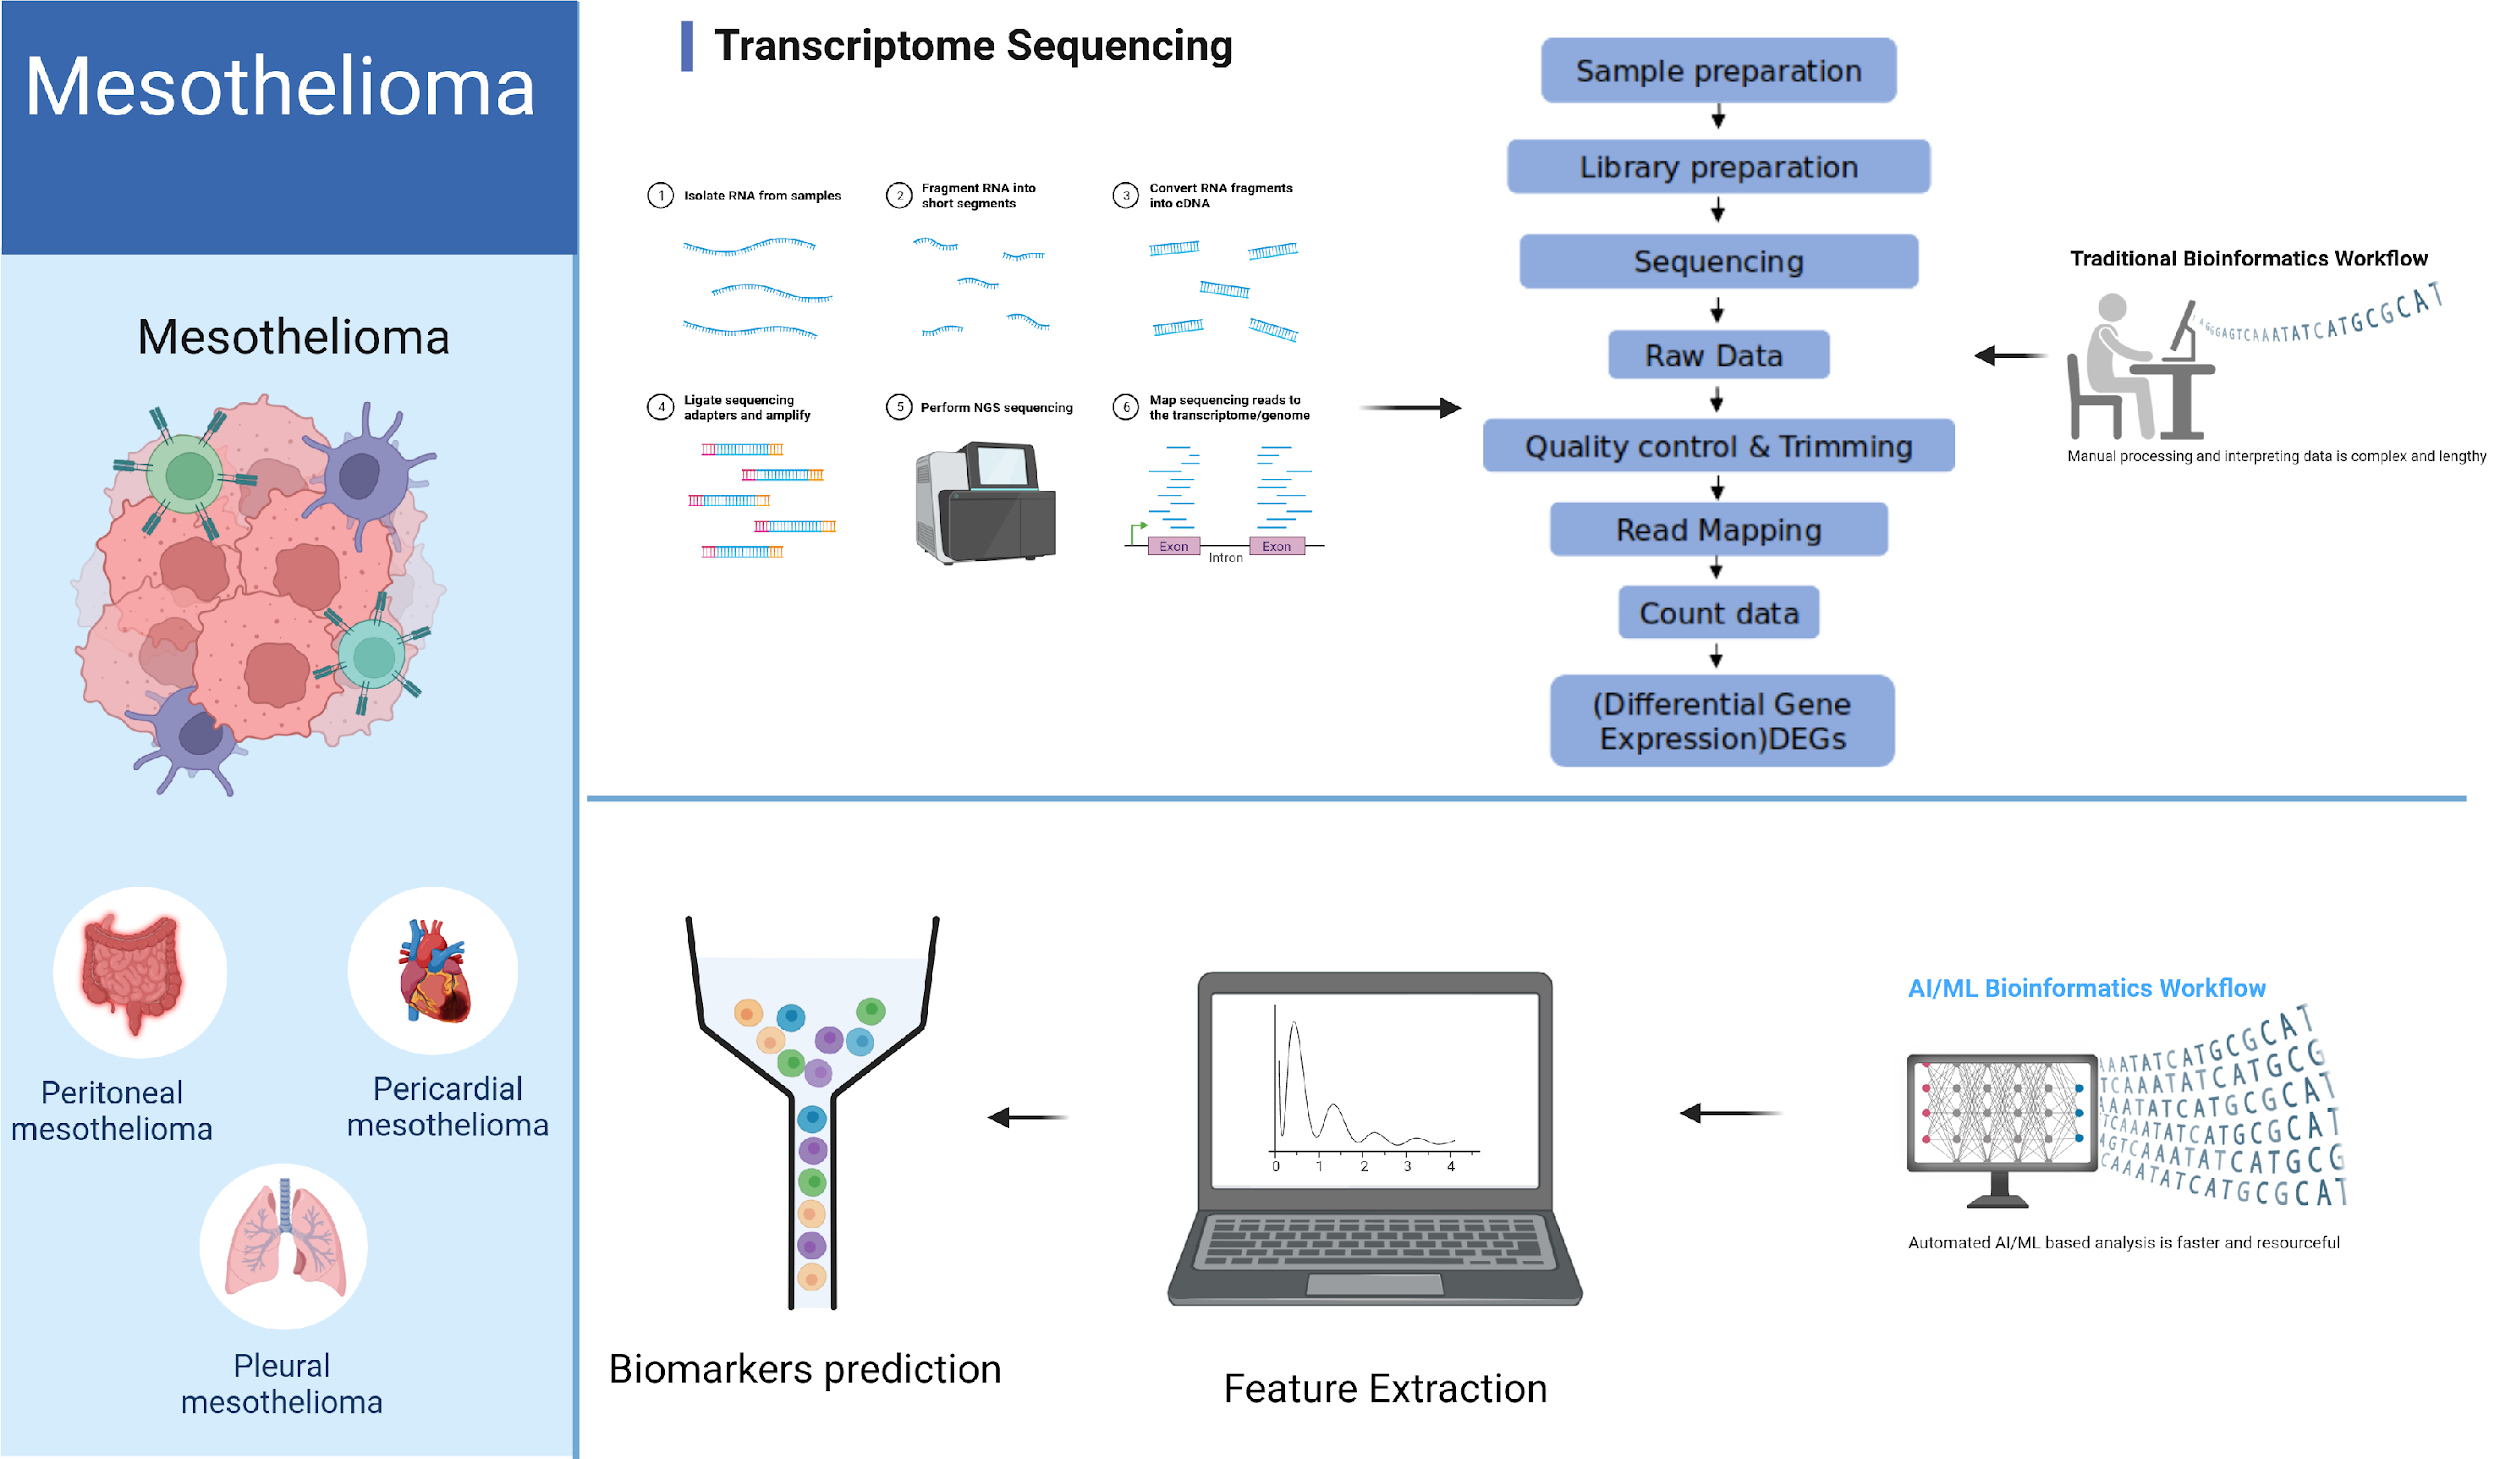 Mesothelioma
Mesothelioma
Peritoneal
mesothelioma
Pericardial
mesothelioma
Pleural
mesothelioma
Transcriptome Sequencing
1 Isolate RNA from samples
2 Fragment RNA into
short segments
3 Convert RNA fragments
into cDNA
4 Ligate sequencing
adapters and amplify
5 Perform NGS sequencing
6 Map sequencing reads to
the transcriptome/genome
Exon
Intron
Exon
Sample preparation
Library preparation
Sequencing
Raw Data
Quality control & Trimming
Read Mapping
Count data
(Differential Gene
Expression)DEGs
Traditional Bioinformatics Workflow
GGGAGTCAAATATCATGCGCAT
Manual processing and interpreting data is complex and lengthy
Biomarkers prediction
0 1 2 3 4
Feature Extraction
AI/ML Bioinformatics Workflow
AAATATCATGCGCAT
TCAAATATCATGCG
AAATATCATGCGCAT
TCAAATATCATGCGCAT
AGTCAAATATCATGCG
CAAATATCATGCGCAT
Automated AI/ML based analysis is faster and resourceful